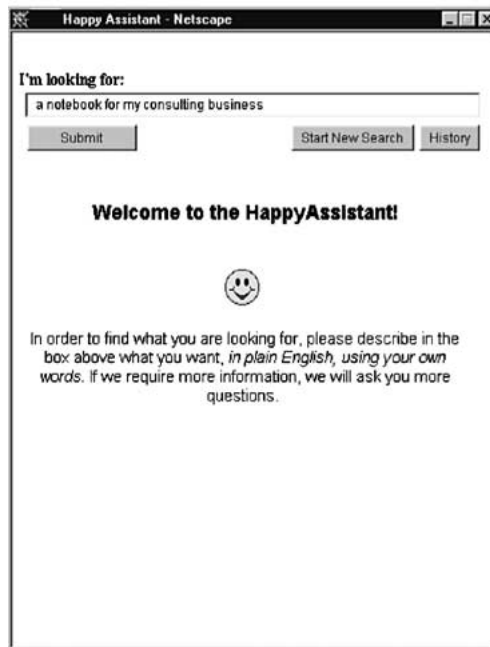 Happy Assistant - Netscape
I'm looking for:
a notebook for my consulting business
Submit Start New Search History
Welcome to the HappyAssistant!
In order to find what you are looking for, please describe in the
box above what you want, in plain English, using your own
words. If we require more information, we will ask you more
questions.